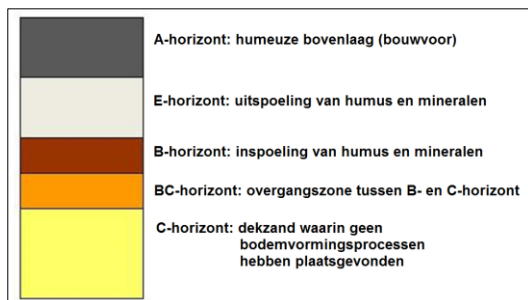 A-horizont: humeuze bovenlaag (bouwvoor)
E-horizont: uitspoeling van humus en mineralen
B-horizont: inspoeling van humus en mineralen
BC-horizont: overgangszone tussen B- en C-horizont
C-horizont: dekzand waarin geen
bodemvormingsprocessen
hebben plaatsgevonden